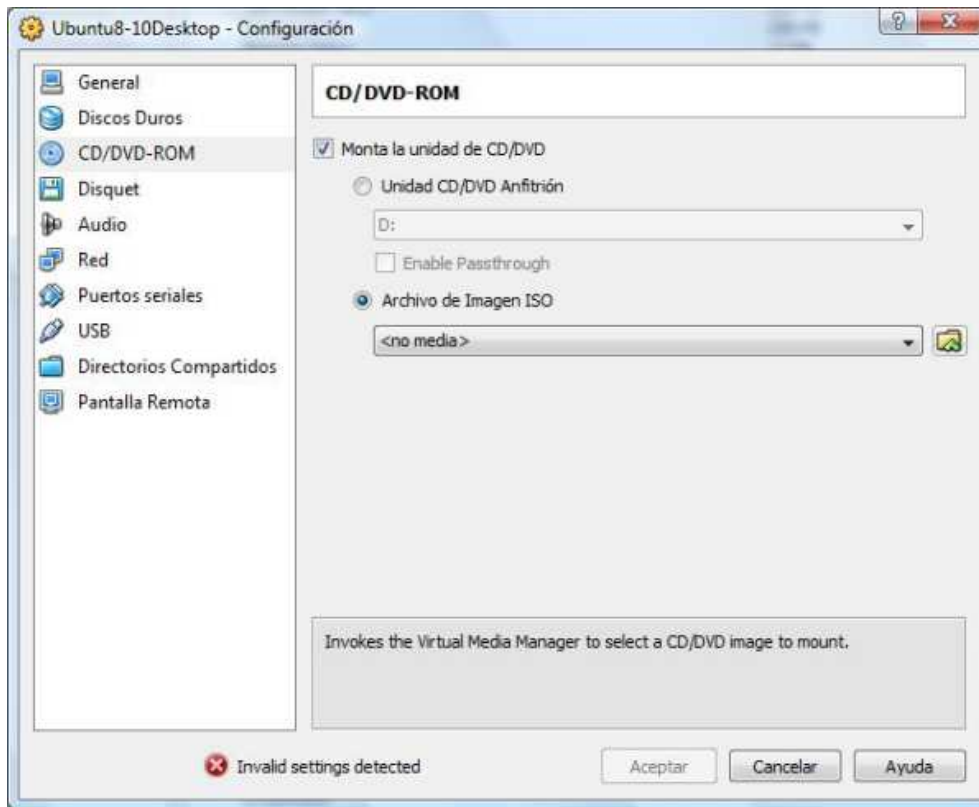 Ubuntu8-10Desktop - Configuración
General
Discos Duros
CD/DVD-ROM
Disquet
Audio
Red
Puertos seriales
USB
Directorios Compartidos
Pantalla Remota
CD/DVD-ROM
Monta la unidad de CD/DVD
Unidad CD/DVD Anfitrión
D:
Enable Passthrough
Archivo de Imagen ISO
<no media>
Invokes the Virtual Media Manager to select a CD/DVD image to mount.
Invalid settings detected
Aceptar
Cancelar
Ayuda